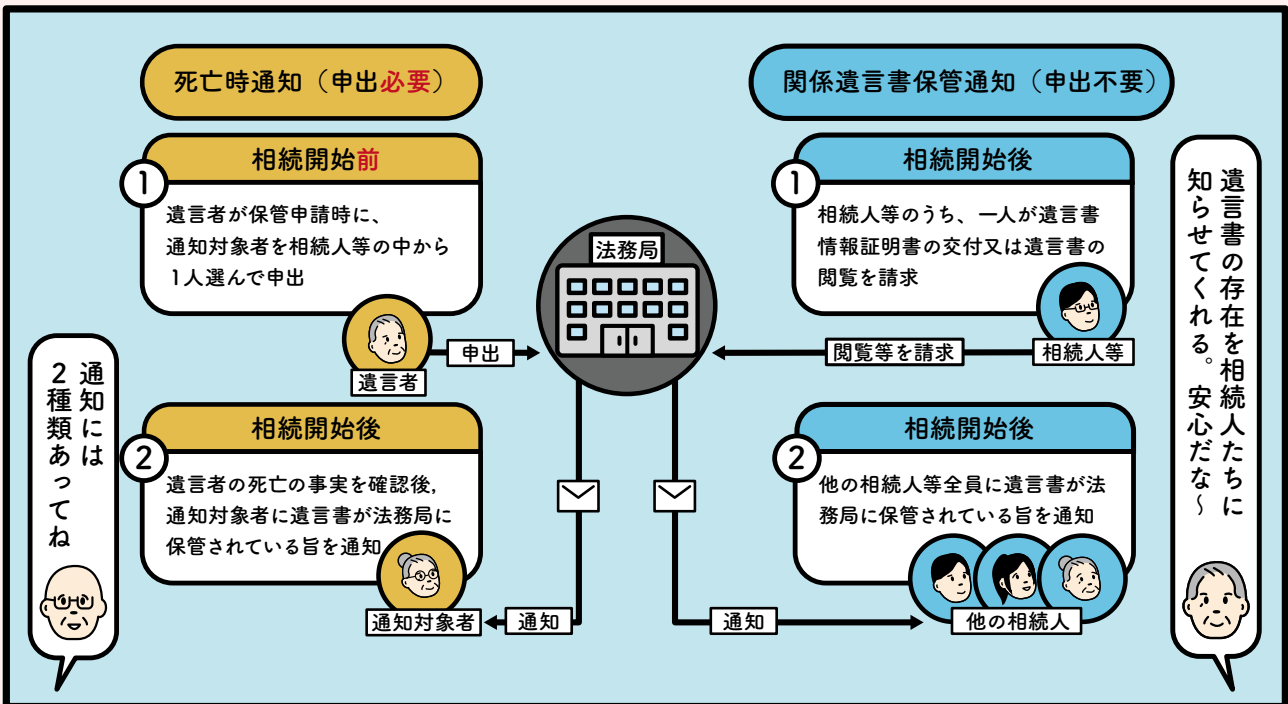 死亡時通知（申出必要）
相続開始前
1
遺言者が保管申請時に、
通知対象者を相続人等の中から
1人選んで申出
遺言者
申出
法務局
相続開始後
2
遺言者の死亡の事実を確認後,
通知対象者に遺言書が法務局に
保管されている旨を通知
通知対象者
通知
通知には
2種類あってね
関係遺言書保管通知（申出不要）
相続開始後
1
相続人等のうち、一人が遺言書
情報証明書の交付又は遺言書の
閲覧を請求
閲覧等を請求
相続人等
相続開始後
2
他の相続人等全員に遺言書が法
務局に保管されている旨を通知
通知
他の相続人
遺言書の存在を相続人たちに
知らせてくれる。安心だな～